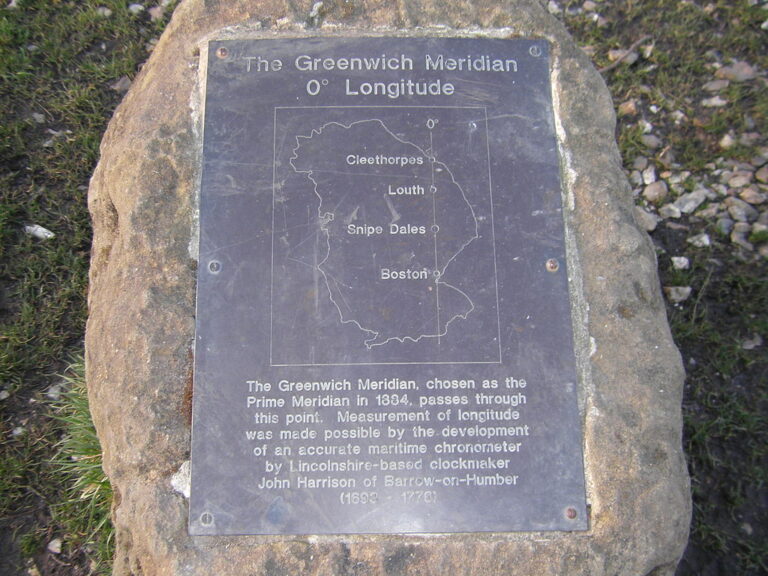 The Greenwich Meridian
0° Longitude
0°
Cleethorpes
Louth
Snipe Dales
Boston
The Greenwich Meridian, chosen as the
Prime Meridian in 1884, passes through
this point. Measurement of longitude
was made possible by the development
of an accurate maritime chronometer
by Lincolnshire-based clockmaker
John Harrison of Barrow-on-Humber
(1693 - 1776)